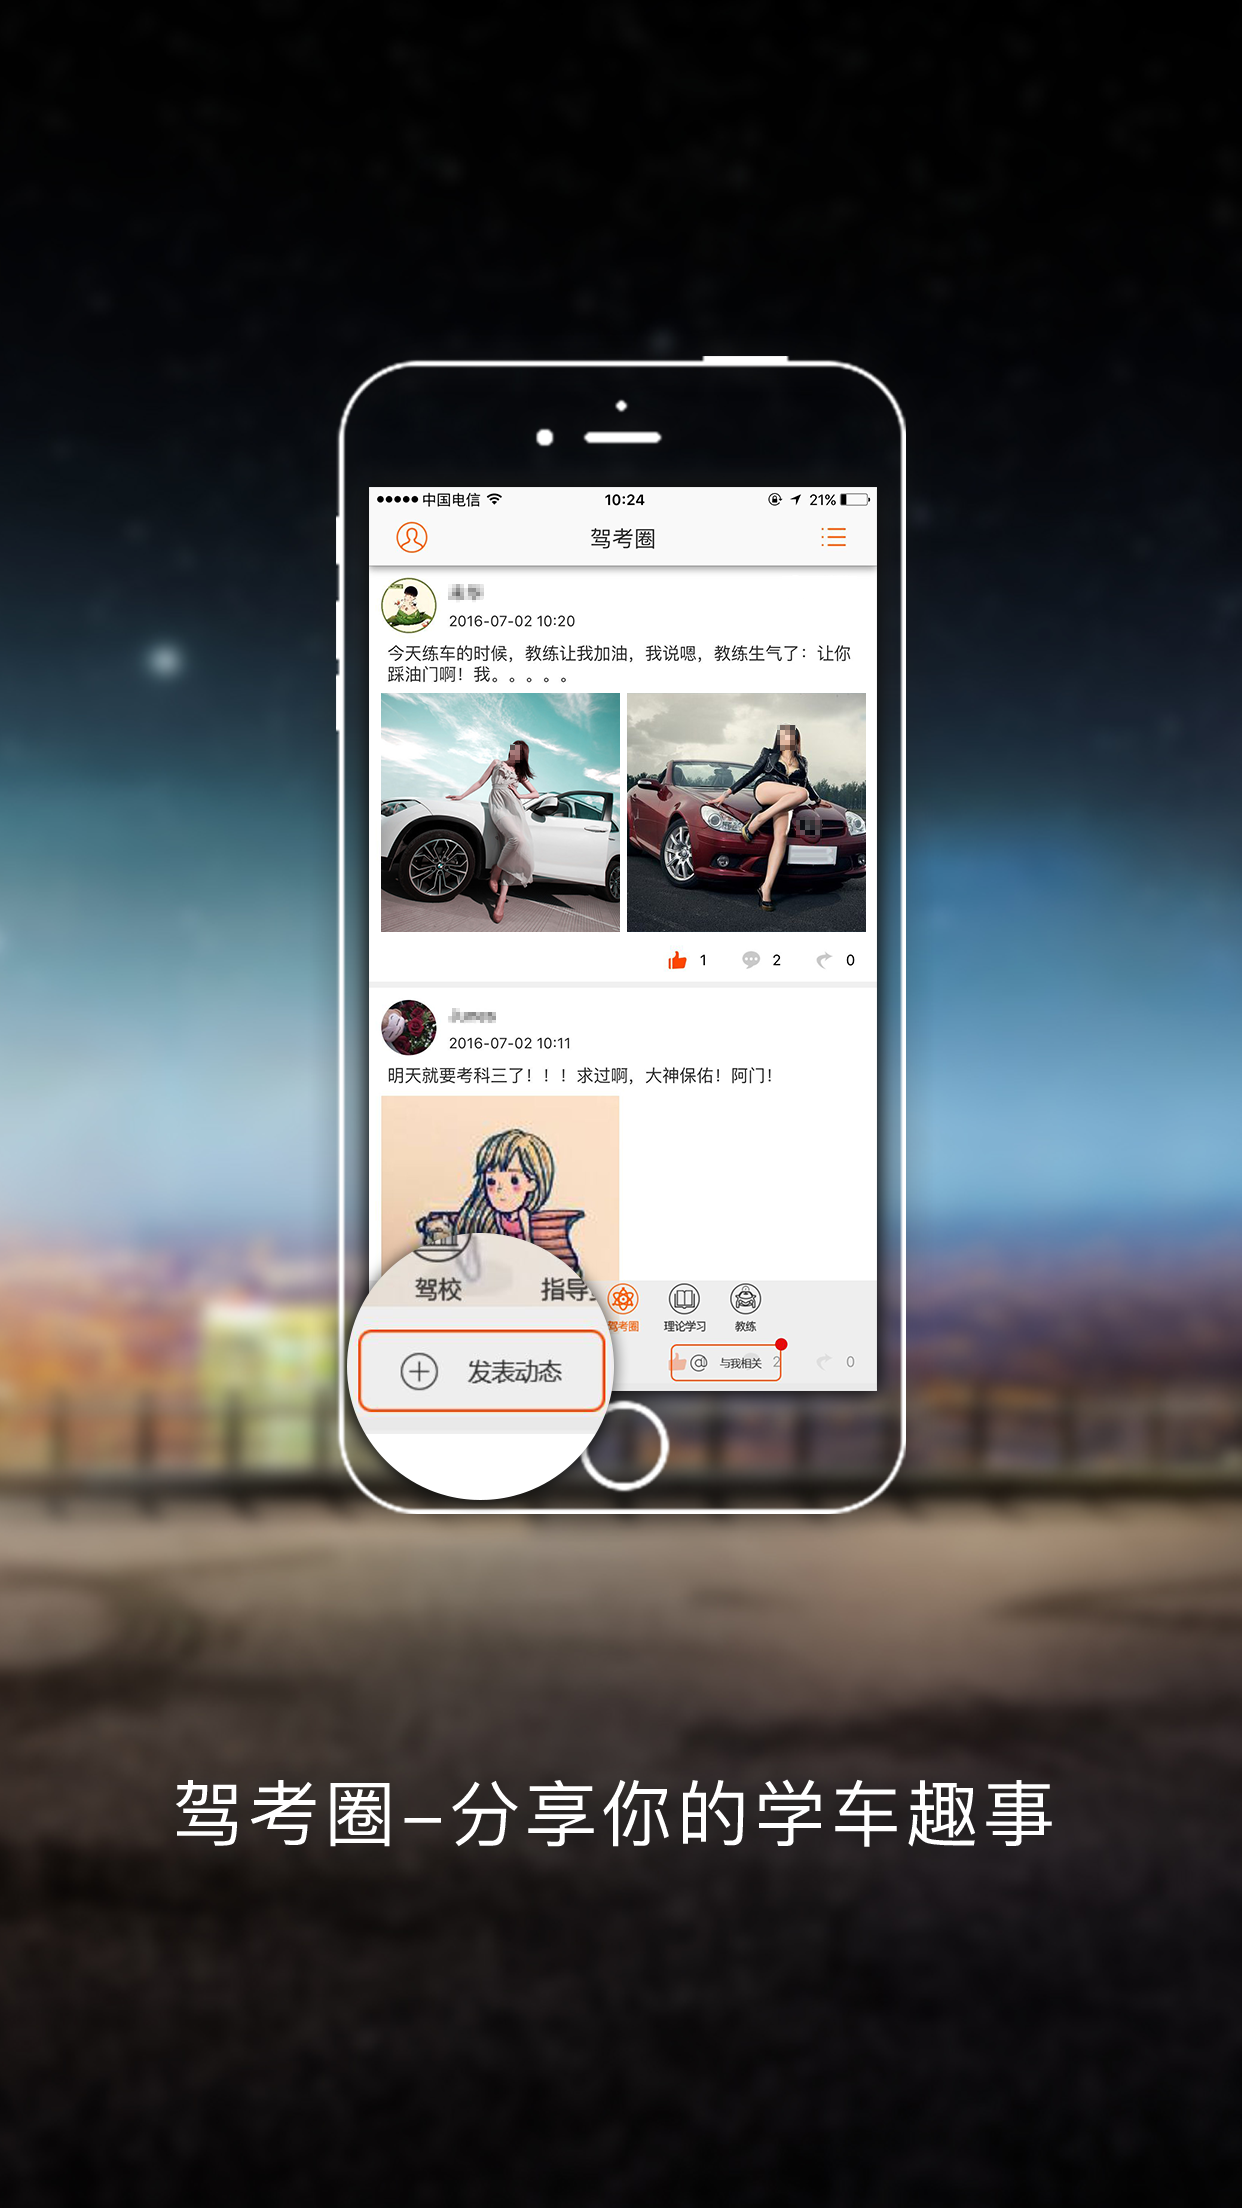 中国电信
10:24
21%
驾考圈
2016-07-02 10:20
今天练车的时候，教练让我加油，我说嗯，教练生气了：让你
踩油门啊！我。。。。。
1
2
0
2016-07-02 10:11
明天就要考科三了！！！求过啊，大神保佑！阿门！
驾校
指导
驾考圈
理论学习
教练
发表动态
@ 与我相关
2
0
驾考圈–分享你的学车趣事